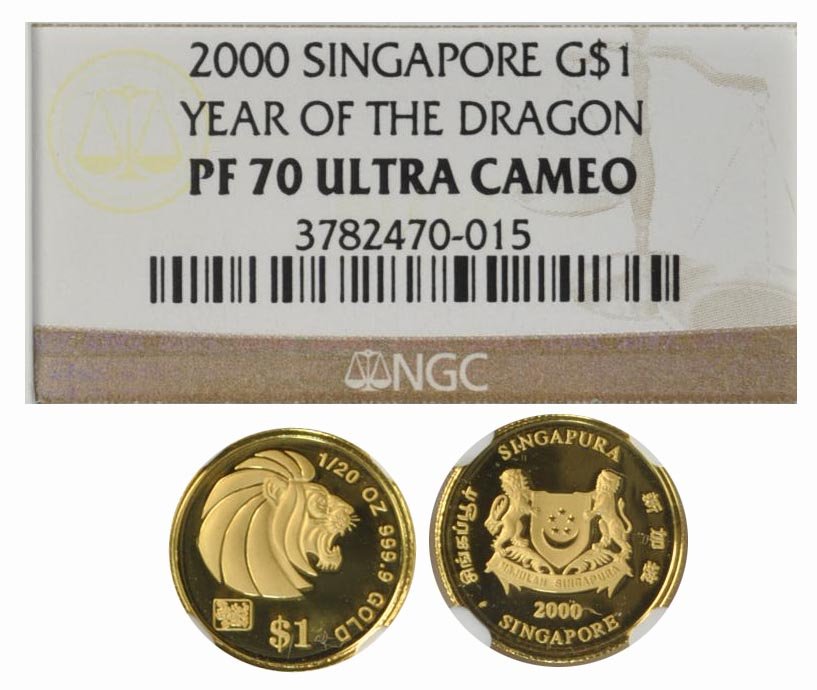 2000 SINGAPORE G$1
YEAR OF THE DRAGON
PF 70 ULTRA CAMEO
3782470-015
NGC
1/20 OZ 999.9 GOLD
$1
SINGAPURA
சிங்கப்பூர்
新加坡
MAJULAH SINGAPURA
2000
SINGAPORE